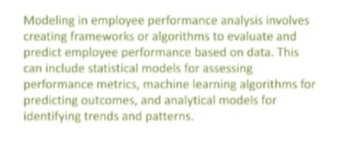 Modeling in employee performance analysis involves
creating frameworks or algorithms to evaluate and
predict employee performance based on data. This
can include statistical models for assessing
performance metrics, machine learning algorithms for
predicting outcomes, and analytical models for
identifying trends and patterns.